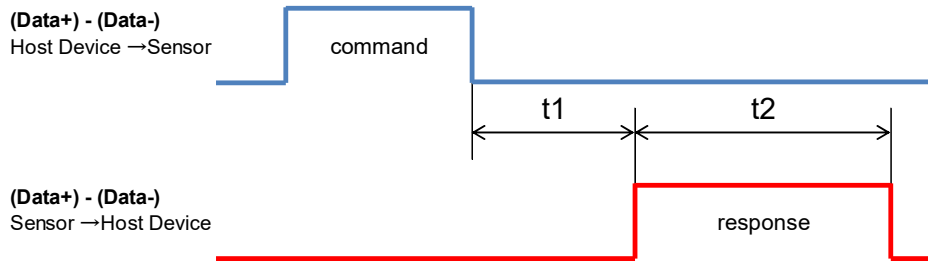 (Data+) - (Data-)
Host Device →Sensor
command
t1
t2
(Data+) - (Data-)
Sensor →Host Device
response